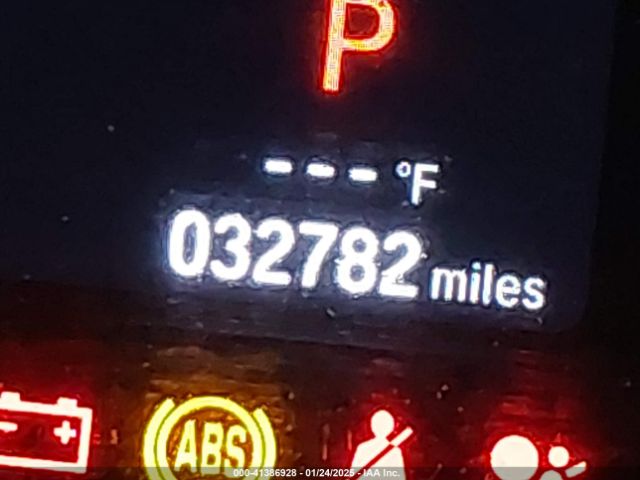 P
--- °F
032782 miles
ABS
000-41386928 - 01/24/2025 - IAA Inc.